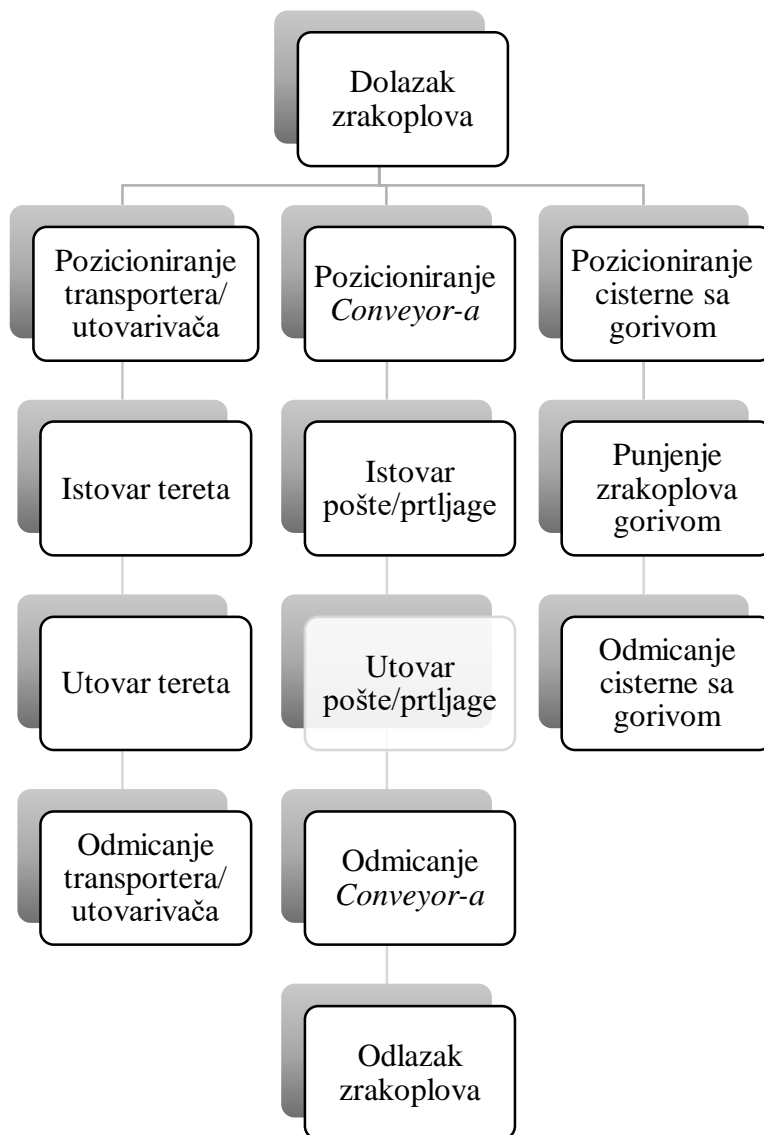 Dolazak
zrakoplova
Pozicioniranje
transportera/
utovarivača
Pozicioniranje
Conveyor-a
Pozicioniranje
cisterne sa
gorivom
Istovar tereta
Istovar
pošte/prtljage
Punjenje
zrakoplova
gorivom
Utovar tereta
Utovar
pošte/prtljage
Odmicanje
cisterne sa
gorivom
Odmicanje
transportera/
utovarivača
Odmicanje
Conveyor-a
Odlazak
zrakoplova